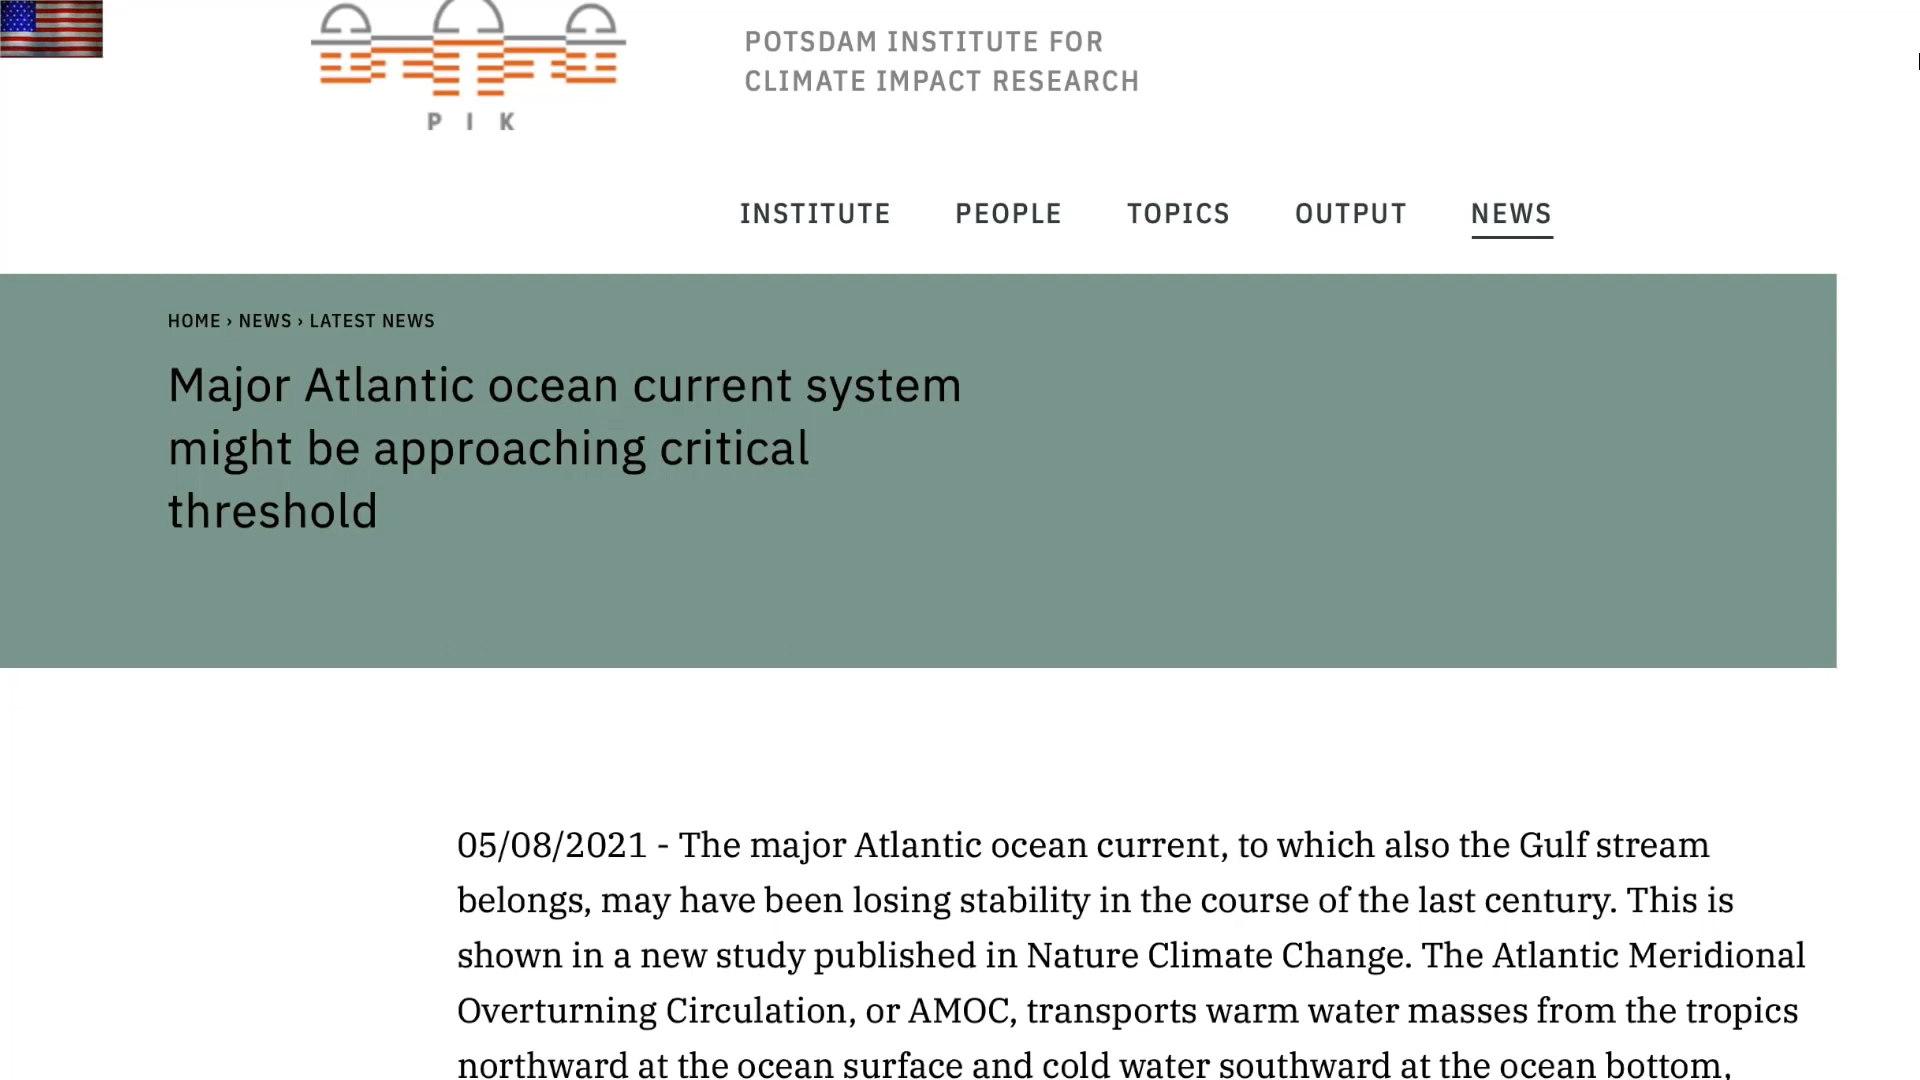 POTSDAM INSTITUTE FOR
CLIMATE IMPACT RESEARCH
P I K
INSTITUTE PEOPLE TOPICS OUTPUT NEWS
HOME › NEWS › LATEST NEWS
Major Atlantic ocean current system
might be approaching critical
threshold
05/08/2021 - The major Atlantic ocean current, to which also the Gulf stream
belongs, may have been losing stability in the course of the last century. This is
shown in a new study published in Nature Climate Change. The Atlantic Meridional
Overturning Circulation, or AMOC, transports warm water masses from the tropics
northward at the ocean surface and cold water southward at the ocean bottom,